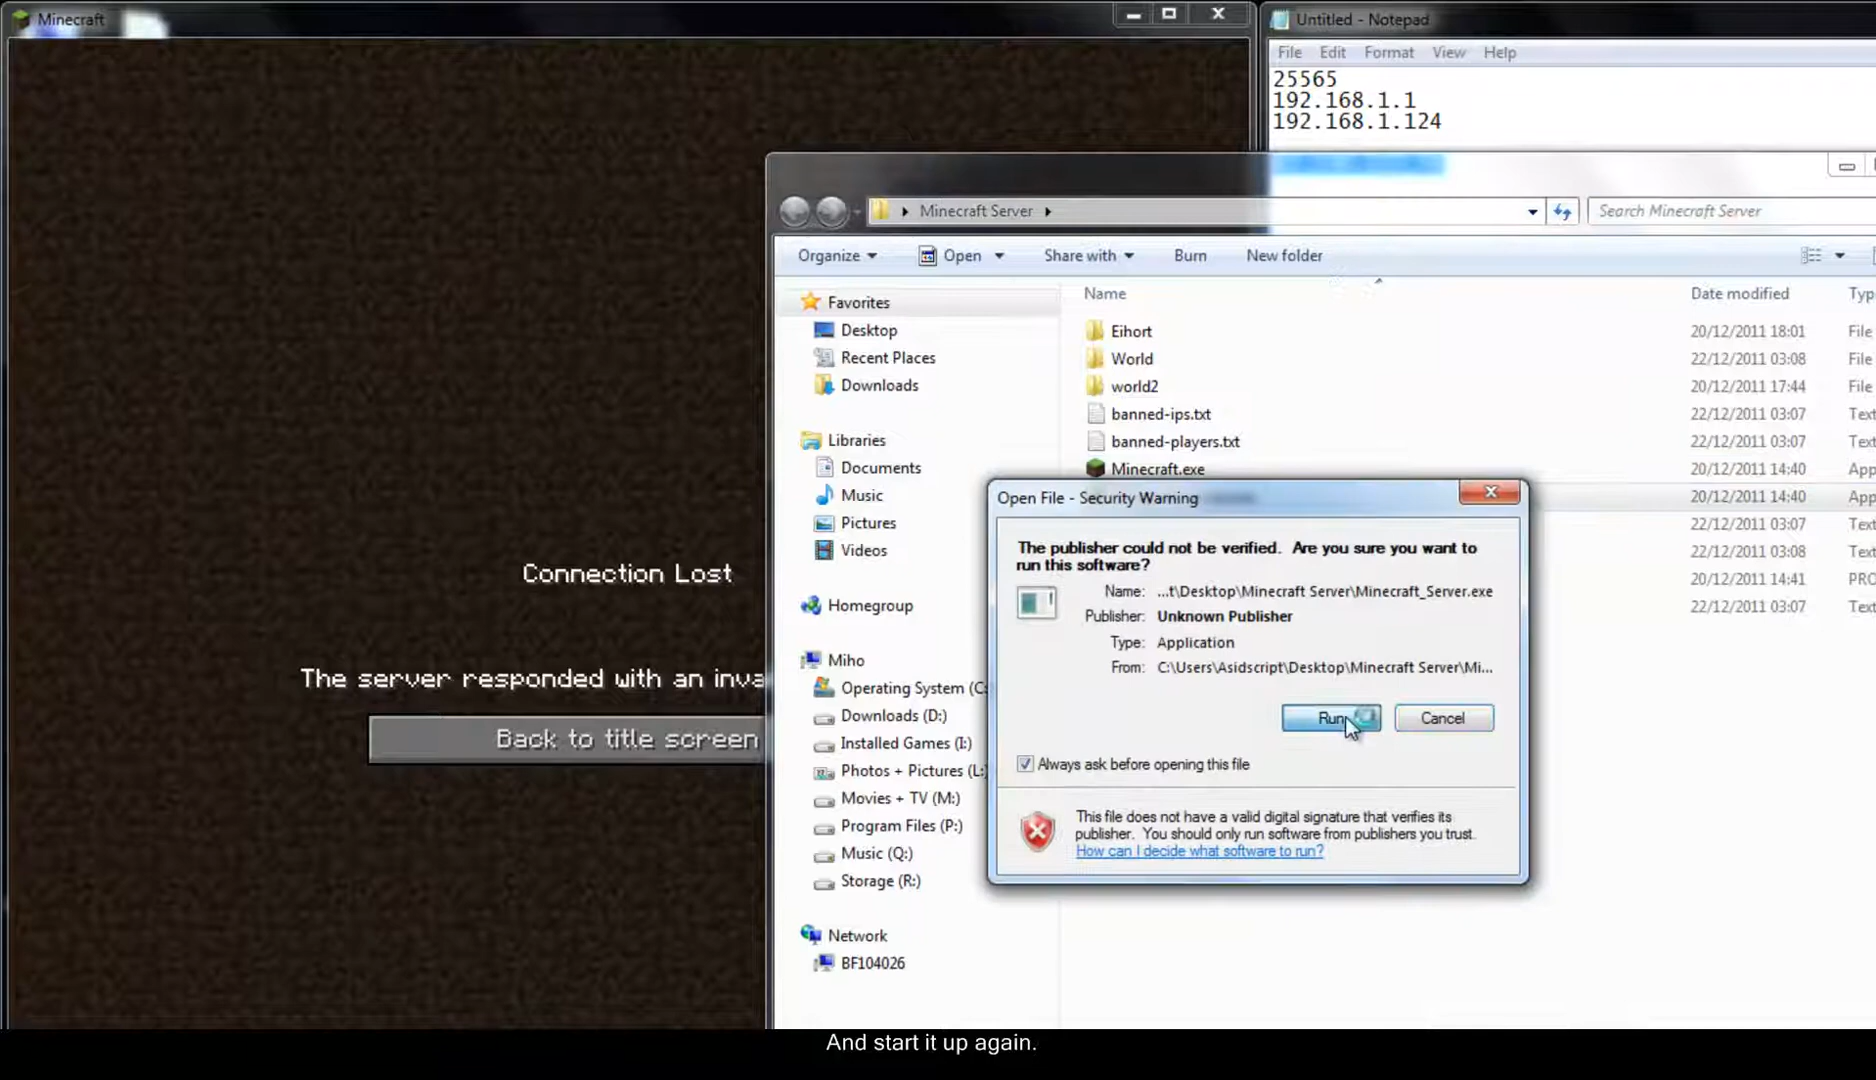 Minecraft
Untitled - Notepad
File Edit Format View Help
25565
192.168.1.1
192.168.1.124
Minecraft Server
Search Minecraft Server
Organize Open Share with Burn New folder
Name Date modified
Favorites
Desktop
Recent Places
Downloads
Libraries
Documents
Music
Pictures
Videos
Homegroup
Miho
Operating System (C:
Downloads (D:)
Installed Games (I:)
Photos + Pictures (L:
Movies + TV (M:)
Program Files (P:)
Music (Q:)
Storage (R:)
Network
BF104026
Eihort 20/12/2011 18:01 File
World 22/12/2011 03:08 File
world2 20/12/2011 17:44 File
banned-ips.txt 22/12/2011 03:07 Text
banned-players.txt 22/12/2011 03:07 Text
Minecraft.exe 20/12/2011 14:40 App
20/12/2011 14:40 App
22/12/2011 03:07 Text
22/12/2011 03:08 Text
20/12/2011 14:41 PRO
22/12/2011 03:07 Text
Connection Lost
The server responded with an inva
Back to title screen
Open File - Security Warning
The publisher could not be verified. Are you sure you want to
run this software?
Name: ...t\Desktop\Minecraft Server\Minecraft_Server.exe
Publisher: Unknown Publisher
Type: Application
From: C:\Users\Asidscript\Desktop\Minecraft Server\Mi...
Run Cancel
Always ask before opening this file
This file does not have a valid digital signature that verifies its
publisher. You should only run software from publishers you trust.
How can I decide what software to run?
And start it up again.